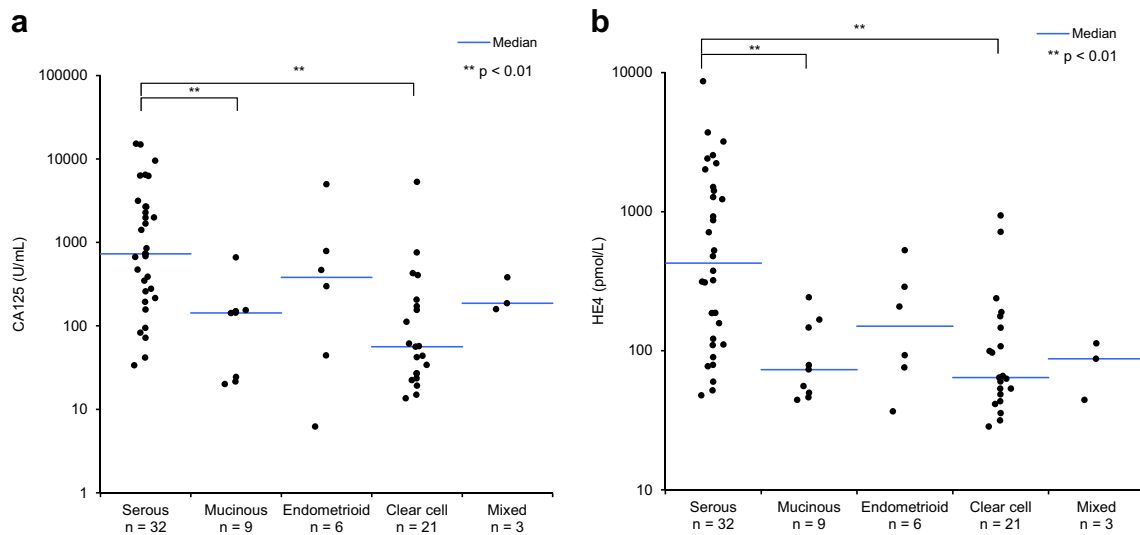 a
Median
** p < 0.01
**
**
CA125 (U/mL)
100000
10000
1000
100
10
1
Serous Mucinous Endometrioid Clear cell Mixed
n = 32 n = 9 n = 6 n = 21 n = 3
b
Median
** p < 0.01
**
**
HE4 (pmol/L)
10000
1000
100
10
Serous Mucinous Endometrioid Clear cell Mixed
n = 32 n = 9 n = 6 n = 21 n = 3